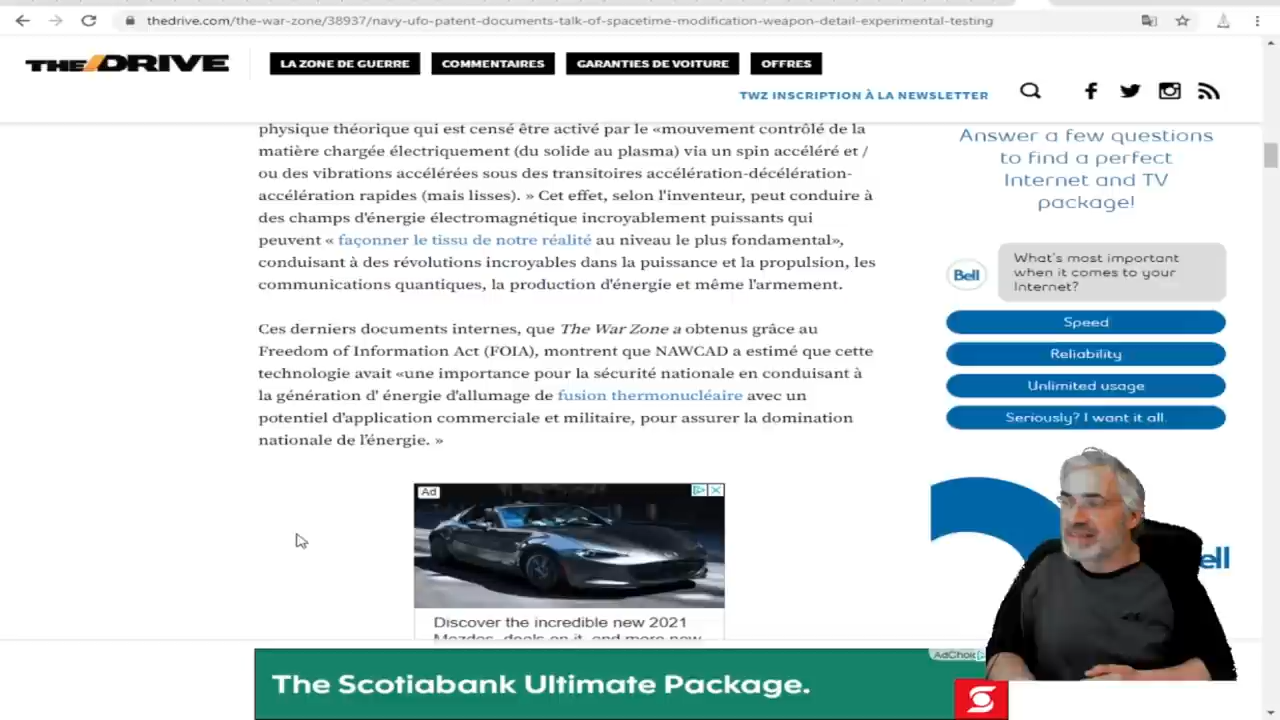 thedrive.com/the-war-zone/38937/navy-ufo-patent-documents-talk-of-spacetime-modification-weapon-detail-experimental-testing
THE/DRIVE
LA ZONE DE GUERRE
COMMENTAIRES
GARANTIES DE VOITURE
OFFRES
TWZ INSCRIPTION À LA NEWSLETTER
physique théorique qui est censé être activé par le «mouvement contrôlé de la
matière chargée électriquement (du solide au plasma) via un spin accéléré et /
ou des vibrations accélérées sous des transitoires accélération-décélération-
accélération rapides (mais lisses). » Cet effet, selon l'inventeur, peut conduire à
des champs d'énergie électromagnétique incroyablement puissants qui
peuvent « façonner le tissu de notre réalité au niveau le plus fondamental»,
conduisant à des révolutions incroyables dans la puissance et la propulsion, les
communications quantiques, la production d'énergie et même l'armement.
Ces derniers documents internes, que The War Zone a obtenus grâce au
Freedom of Information Act (FOIA), montrent que NAWCAD a estimé que cette
technologie avait «une importance pour la sécurité nationale en conduisant à
la génération d' énergie d'allumage de fusion thermonucléaire avec un
potentiel d'application commerciale et militaire, pour assurer la domination
nationale de l'énergie. »
Ad
Discover the incredible new 2021
Mazdas, deals on it, and more now
Answer a few questions
to find a perfect
Internet and TV
package!
Bell
What's most important
when it comes to your
Internet?
Speed
Reliability
Unlimited usage
Seriously? I want it all.
ell
AdChoic
The Scotiabank Ultimate Package.